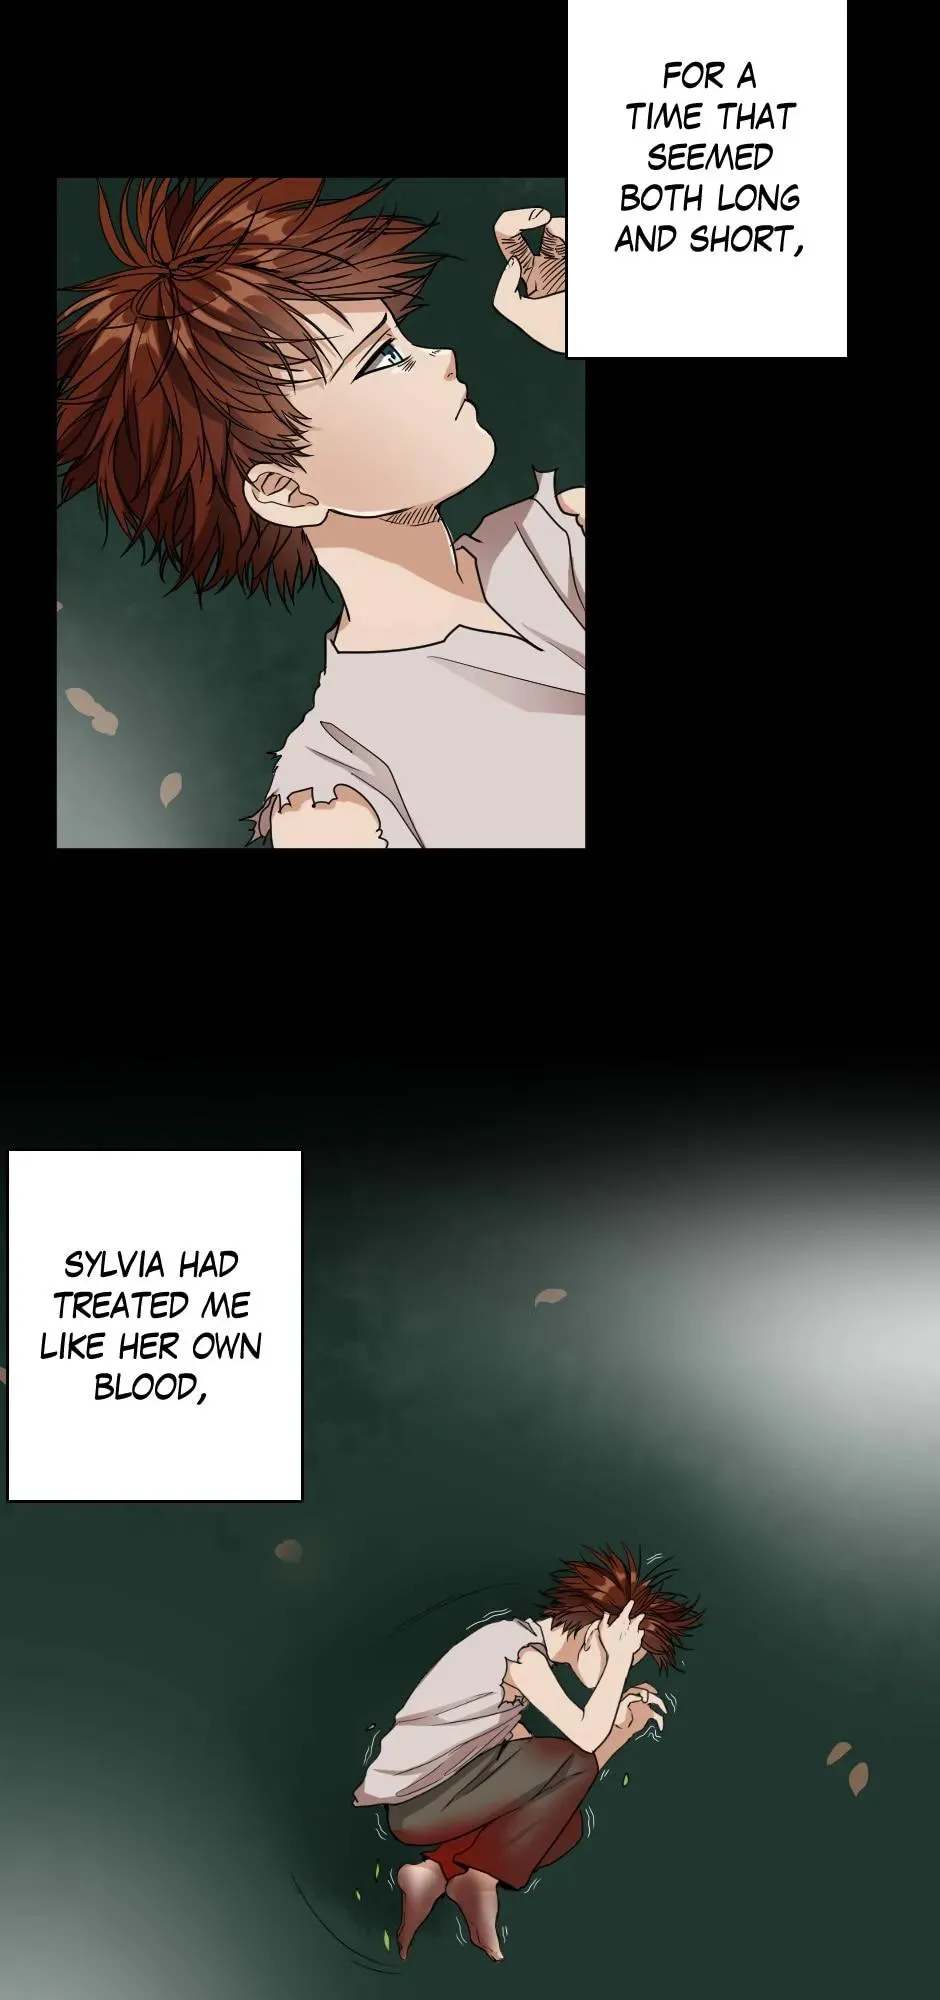 FOR A
TIME THAT
SEEMED
BOTH LONG
AND SHORT,
SYLVIA HAD
TREATED ME
LIKE HER OWN
BLOOD,